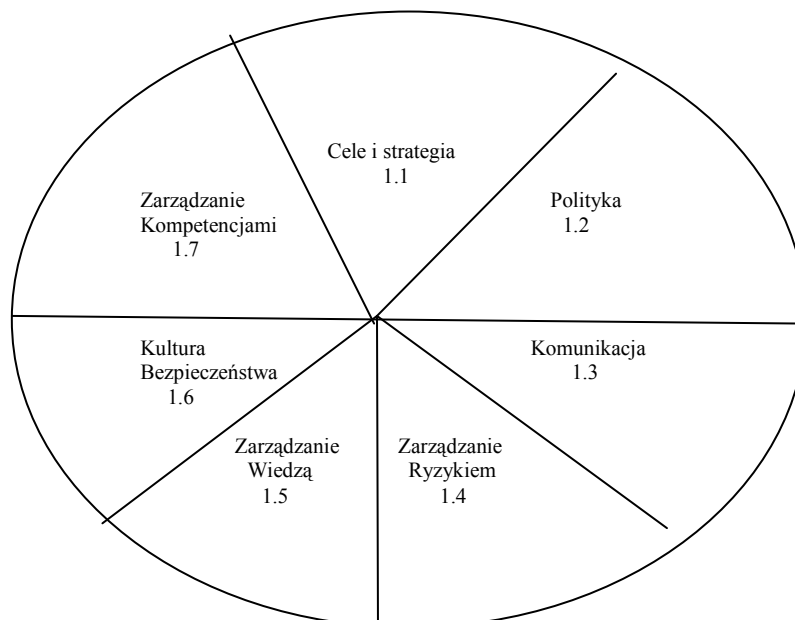 Cele i strategia
1.1
Polityka
1.2
Komunikacja
1.3
Zarządzanie
Ryzykiem
1.4
Zarządzanie
Wiedzą
1.5
Kultura
Bezpieczeństwa
1.6
Zarządzanie
Kompetencjami
1.7